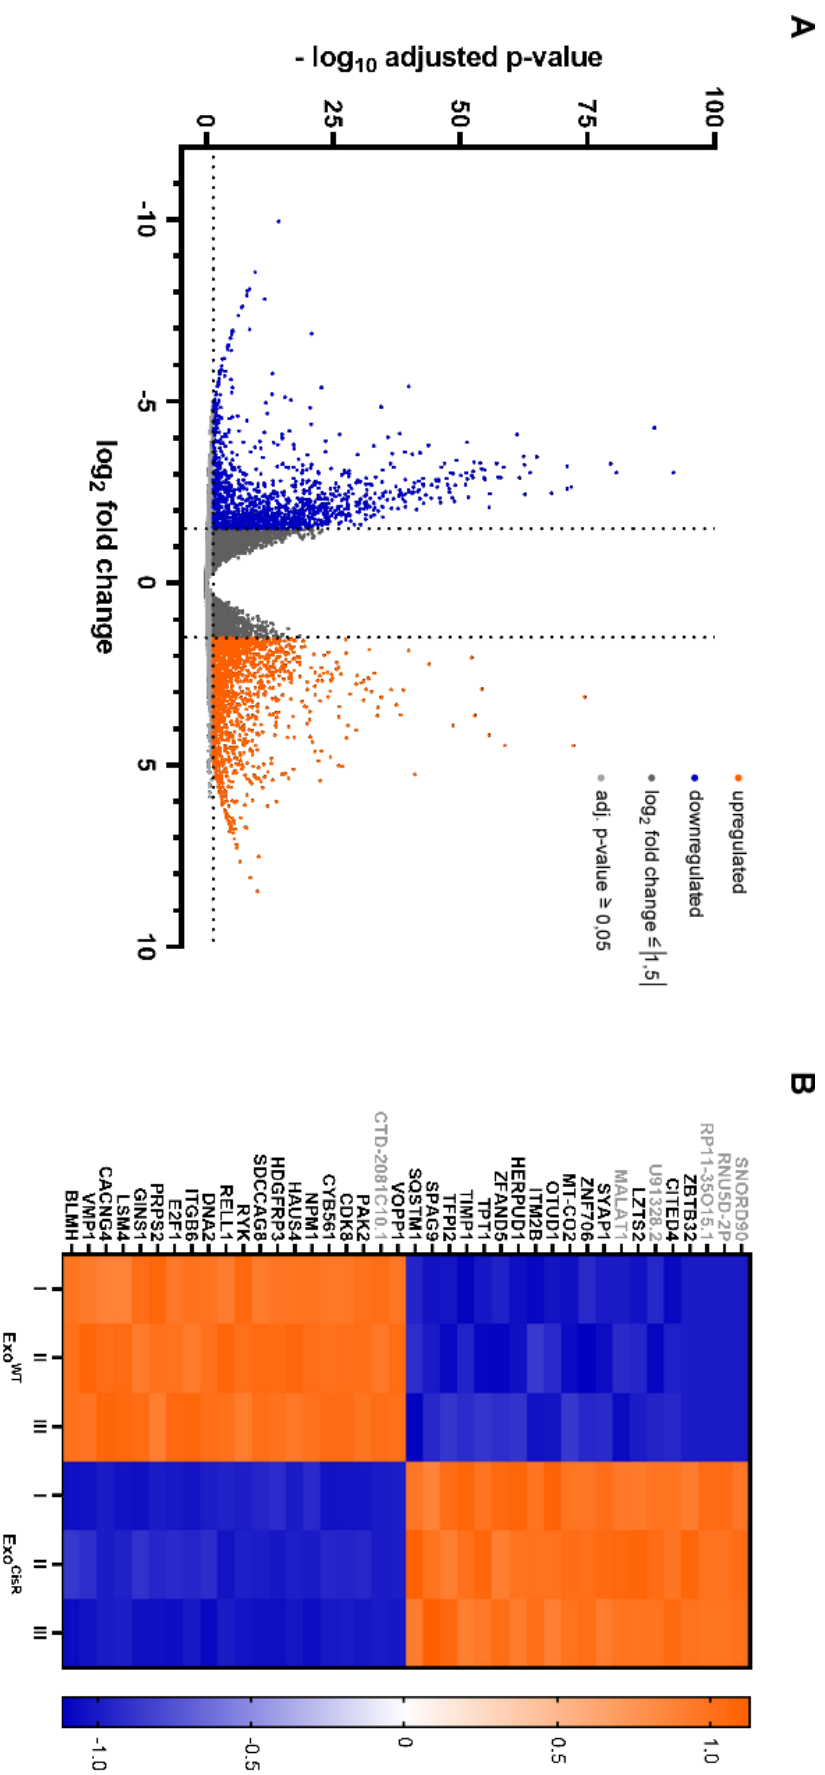 A
- log10 adjusted p-value
100
75
50
25
0
-10
-5
0
5
10
log2 fold change
upregulated
downregulated
log2 fold change ≤ |1,5|
adj. p-value ≥ 0,05
B
SNORD90
RNU5D-2P
RP11-35O15.1
ZBTB32
CITED4
U91328.2
LZTS2
MALAT1
SYAP1
ZNF706
MT-CO2
OTUD1
ITM2B
HERPUD1
ZFAND5
TPT1
TIMP1
TFPI2
SPAG9
SQSTM1
VOPP1
CTD-2081C10.1
PAK2
CDK8
CYB561
NPM1
HAUS4
HDGFRP3
SDCCAG8
RYK
RELL1
DNA2
ITGB6
E2F1
PRPS2
GINS1
LSM4
CACNG4
VMP1
BLMH
I
II
III
I
II
III
ExoWT
ExoCisR
-1.0
-0.5
0
0.5
1.0